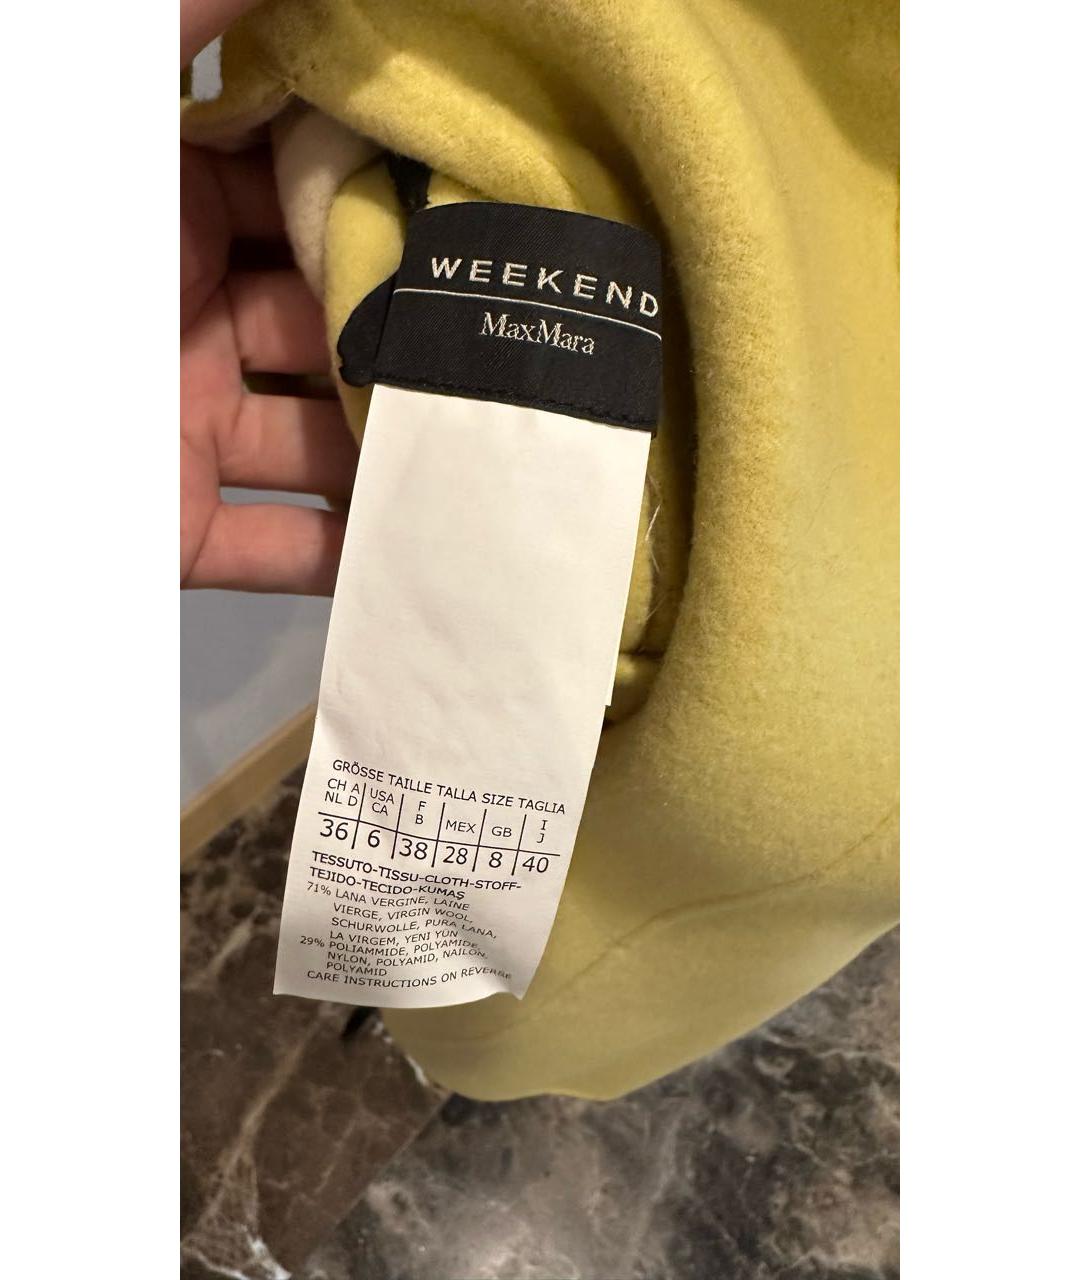 WEEKEND
MaxMara
GRÖSSE TAILLE TALLA SIZE TAGLIA
CH A NL D USA CA F B MEX GB I J
36 6 38 28 8 40
TESSUTO-TISSU-CLOTH-STOFF-
TEJIDO-TECIDO-KUMAŞ
71% LANA VERGINE, LAINE
VIERGE, VIRGIN WOOL,
SCHURWOLLE, PURA LANA,
LA VIRGEM, YENI YÜN
29% POLIAMMIDE, POLYAMIDE,
NYLON, POLYAMID, NAILON,
POLYAMID
CARE INSTRUCTIONS ON REVERSE